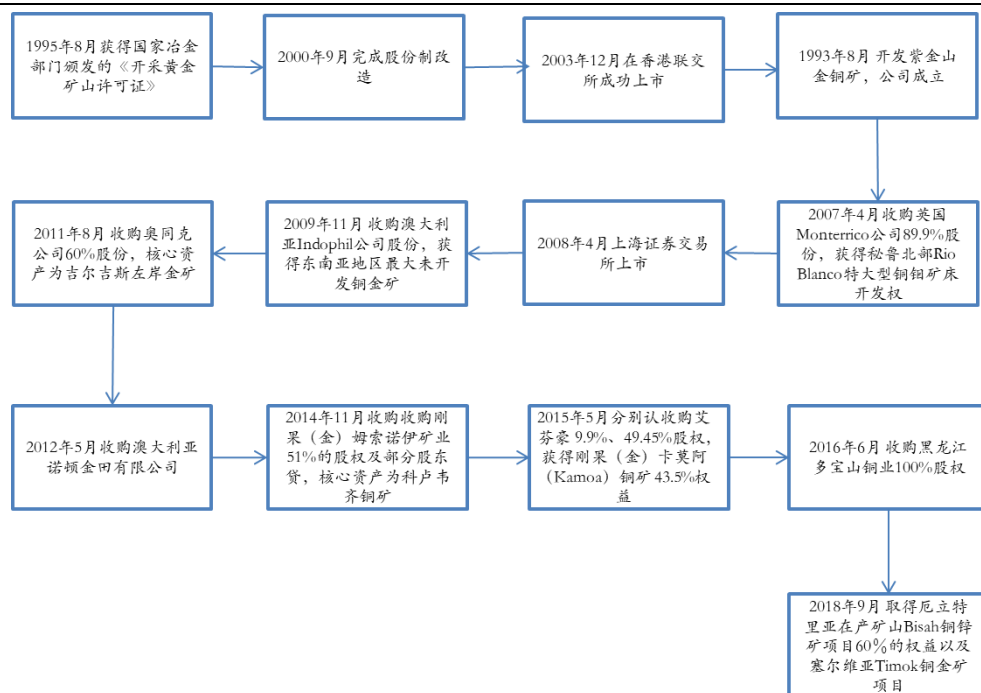 1995年8月获得国家冶金
部门颁发的《开采黄金
矿山许可证》
2000年9月完成股份制改
造
2003年12月在香港联交
所成功上市
1993年8月 开发紫金山
金铜矿，公司成立
2007年4月收购英国
Monterrico公司89.9%股
份，获得秘鲁北部Rio
Blanco特大型铜钼矿床
开发权
2008年4月上海证券交易
所上市
2009年11月 收购澳大利
亚Indophil公司股份，获
得东南亚地区最大未开
发铜金矿
2011年8月 收购奥同克
公司60%股份，核心资
产为吉尔吉斯左岸金矿
2012年5月收购澳大利亚
诺顿金田有限公司
2014年11月收购收购刚
果（金）姆索诺伊矿业
51%的股权及部分股东
贷，核心资产为科卢韦
齐铜矿
2015年5月分别认收购艾
芬豪 9.9%、49.45%股权，
获得刚果（金）卡莫阿
（Kamoa）铜矿 43.5%权
益
2016年6月 收购黑龙江
多宝山铜业100%股权
2018年9月 取得厄立特
里亚在产矿山Bisah铜锌
矿项目60%的权益以及
塞尔维亚Timok铜金矿
项目